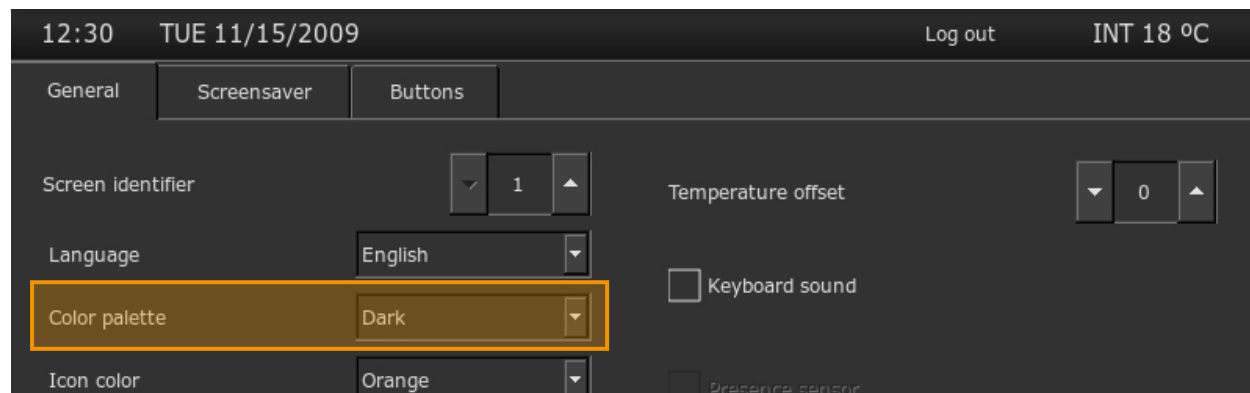 12:30 TUE 11/15/2009 Log out INT 18 ºC
General Screensaver Buttons
Screen identifier 1
Temperature offset 0
Language English
Keyboard sound
Color palette Dark
Icon color Orange
Presence sensor